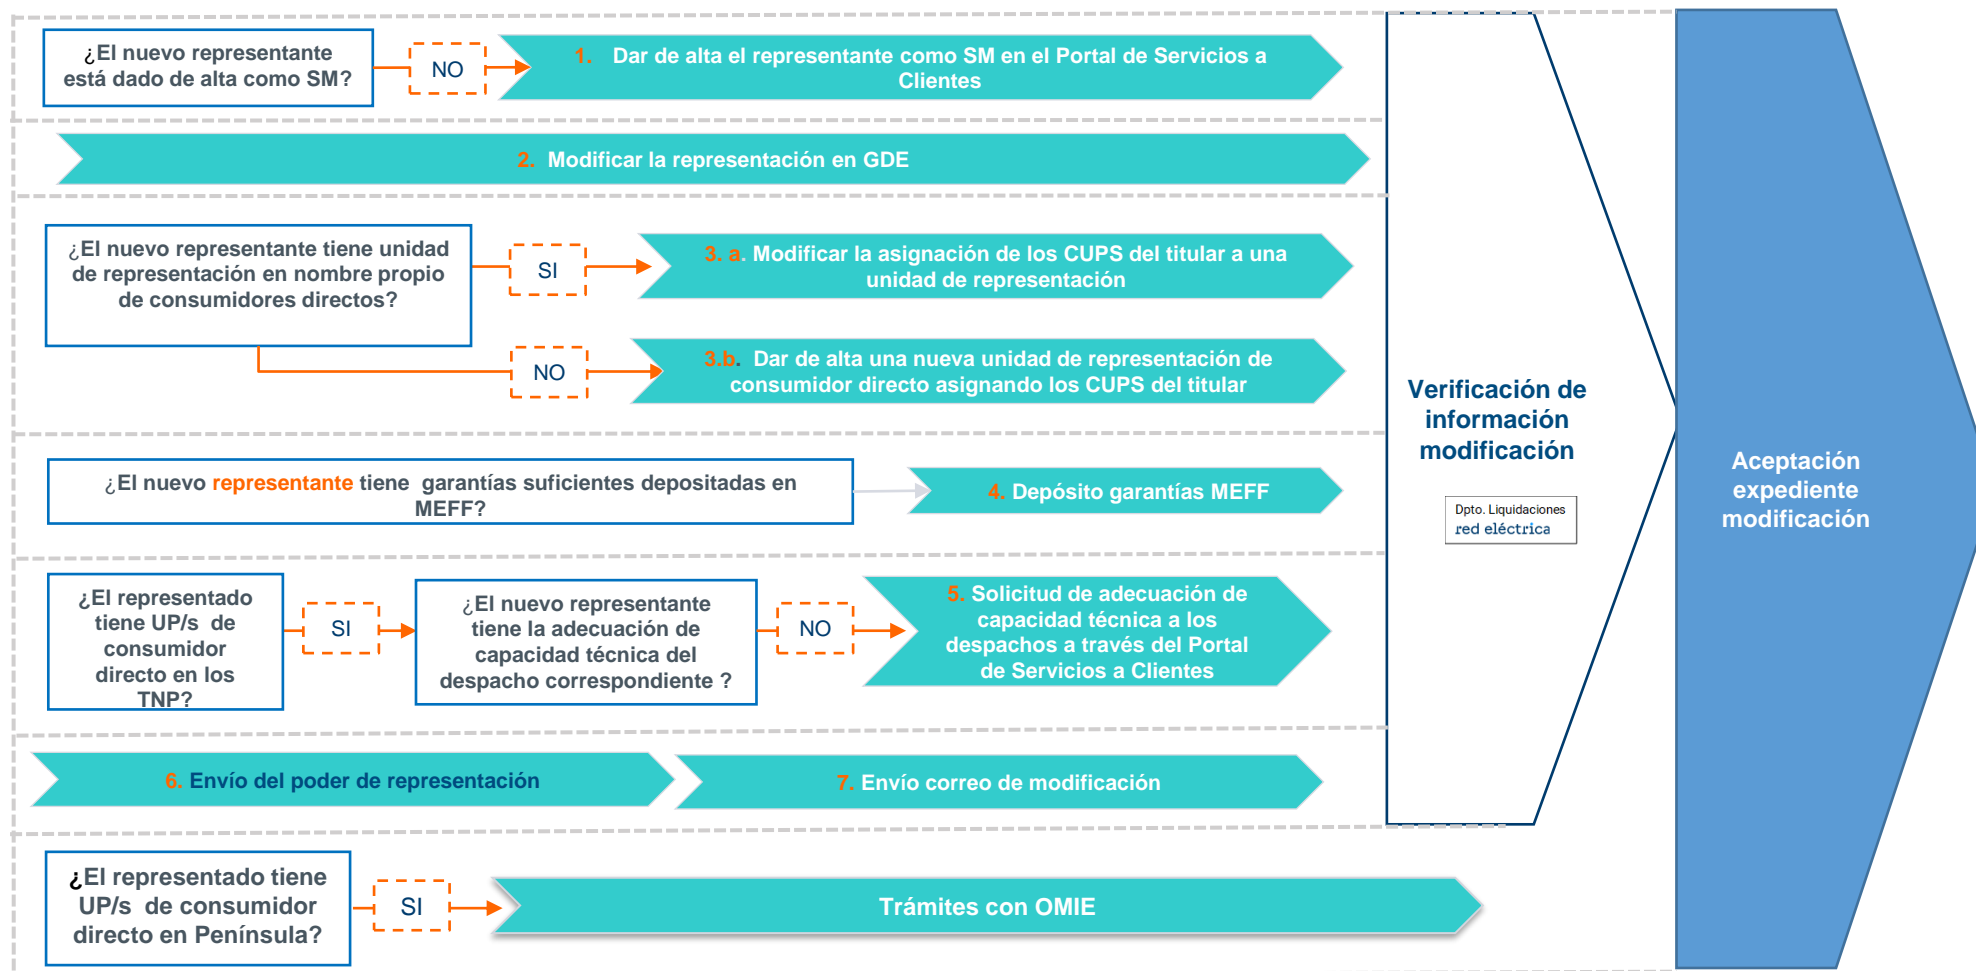 ¿El nuevo representante
está dado de alta como SM?
NO
1. Dar de alta el representante como SM en el Portal de Servicios a
Clientes
2. Modificar la representación en GDE
¿El nuevo representante tiene unidad
de representación en nombre propio
de consumidores directos?
SI
3. a. Modificar la asignación de los CUPS del titular a una
unidad de representación
NO
3.b. Dar de alta una nueva unidad de representación de
consumidor directo asignando los CUPS del titular
¿El nuevo representante tiene garantías suficientes depositadas en
MEFF?
4. Depósito garantías MEFF
¿El representado
tiene UP/s de
consumidor
directo en los
TNP?
SI
¿El nuevo representante
tiene la adecuación de
capacidad técnica del
despacho correspondiente ?
NO
5. Solicitud de adecuación de
capacidad técnica a los
despachos a través del Portal
de Servicios a Clientes
6. Envío del poder de representación
7. Envío correo de modificación
¿El representado tiene
UP/s de consumidor
directo en Península?
SI
Trámites con OMIE
Verificación de
información
modificación
Dpto. Liquidaciones
red eléctrica
Aceptación
expediente
modificación